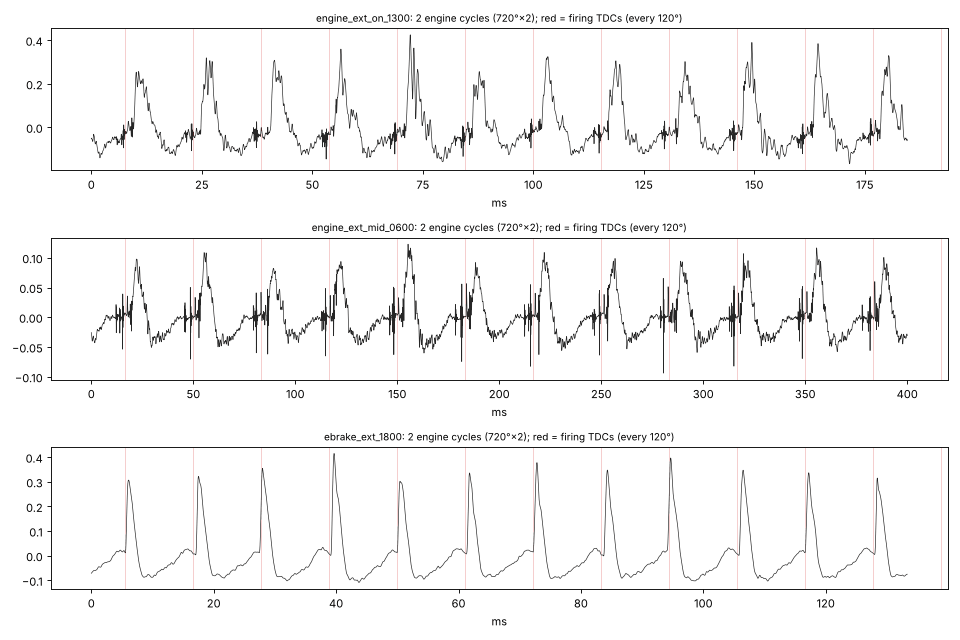 engine_ext_on_1300: 2 engine cycles (720°×2); red = firing TDCs (every 120°)
0.4
0.2
0.0
0 25 50 75 100 125 150 175
ms
engine_ext_mid_0600: 2 engine cycles (720°×2); red = firing TDCs (every 120°)
0.10
0.05
0.00
−0.05
−0.10
0 50 100 150 200 250 300 350 400
ms
ebrake_ext_1800: 2 engine cycles (720°×2); red = firing TDCs (every 120°)
0.4
0.3
0.2
0.1
0.0
−0.1
0 20 40 60 80 100 120
ms